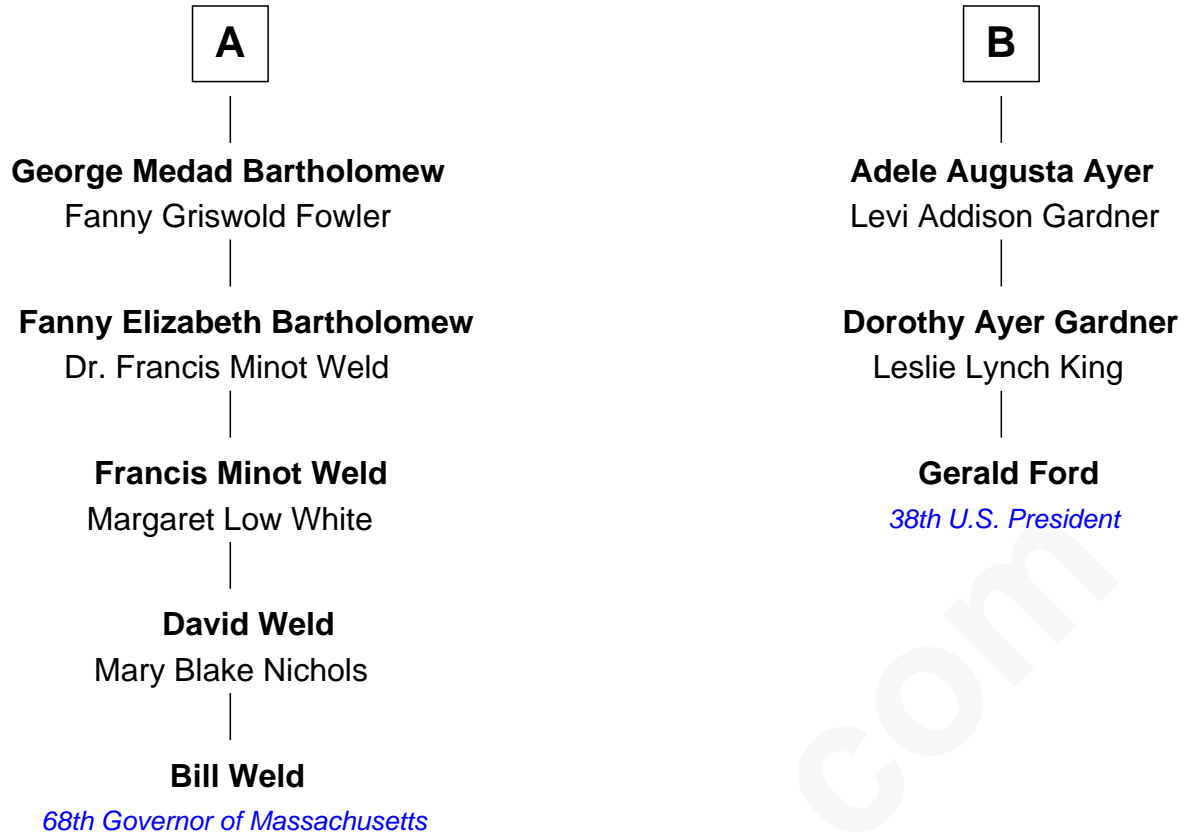 A
George Medad Bartholomew
Fanny Griswold Fowler
Fanny Elizabeth Bartholomew
Dr. Francis Minot Weld
Francis Minot Weld
Margaret Low White
David Weld
Mary Blake Nichols
Bill Weld
68th Governor of Massachusetts
B
Adele Augusta Ayer
Levi Addison Gardner
Dorothy Ayer Gardner
Leslie Lynch King
Gerald Ford
38th U.S. President
com